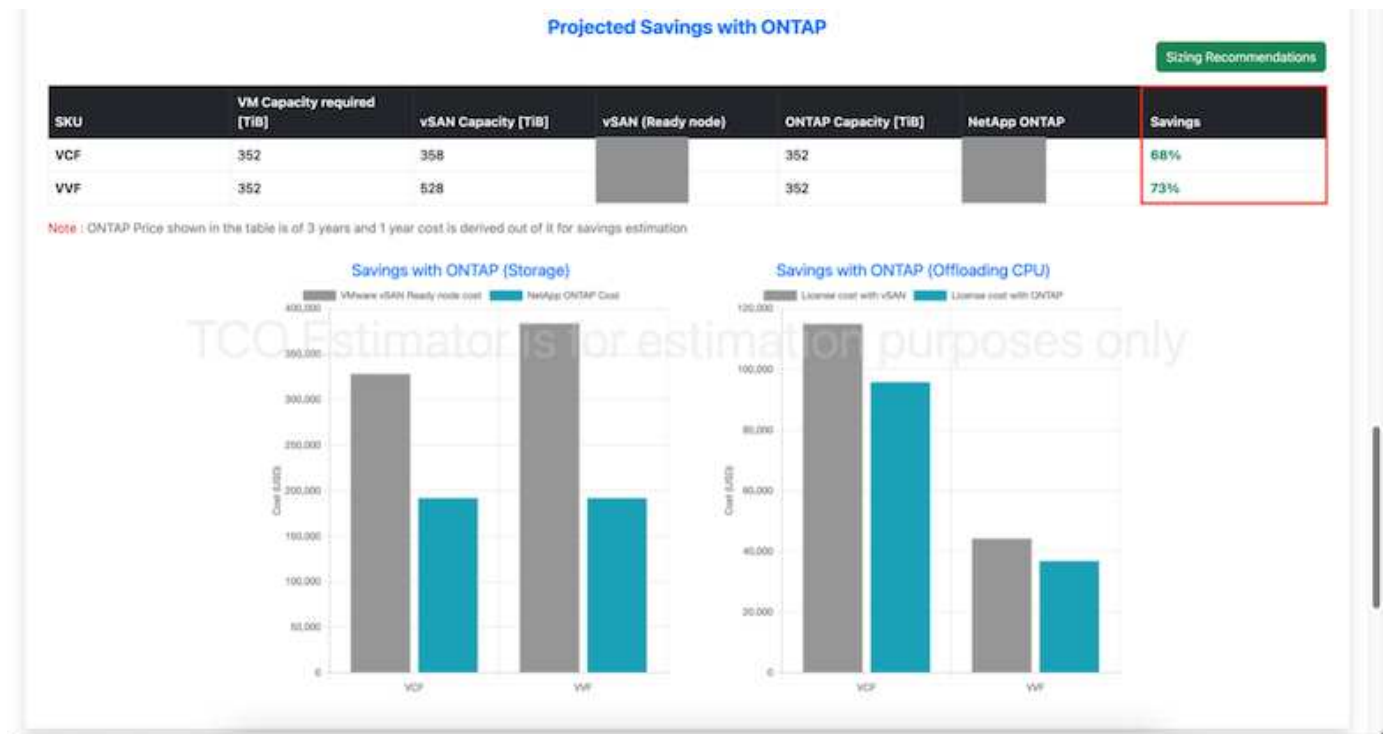 Projected Savings with ONTAP
Sizing Recommendations
SKU VM Capacity required [TiB] vSAN Capacity [TiB] vSAN (Ready node) ONTAP Capacity [TiB] NetApp ONTAP Savings
VCF 352 358 352 68%
VVF 352 528 352 73%
Note : ONTAP Price shown in the table is of 3 years and 1 year cost is derived out of it for savings estimation
Savings with ONTAP (Storage)
VMware vSAN Ready node cost NetApp ONTAP Cost
400,000
350,000
300,000
250,000
200,000
150,000
100,000
50,000
0
Cost (USD)
VCF VVF
Savings with ONTAP (Offloading CPU)
License cost with vSAN License cost with ONTAP
120,000
100,000
80,000
60,000
40,000
20,000
0
Cost (USD)
VCF VVF
TCO Estimator is for estimation purposes only